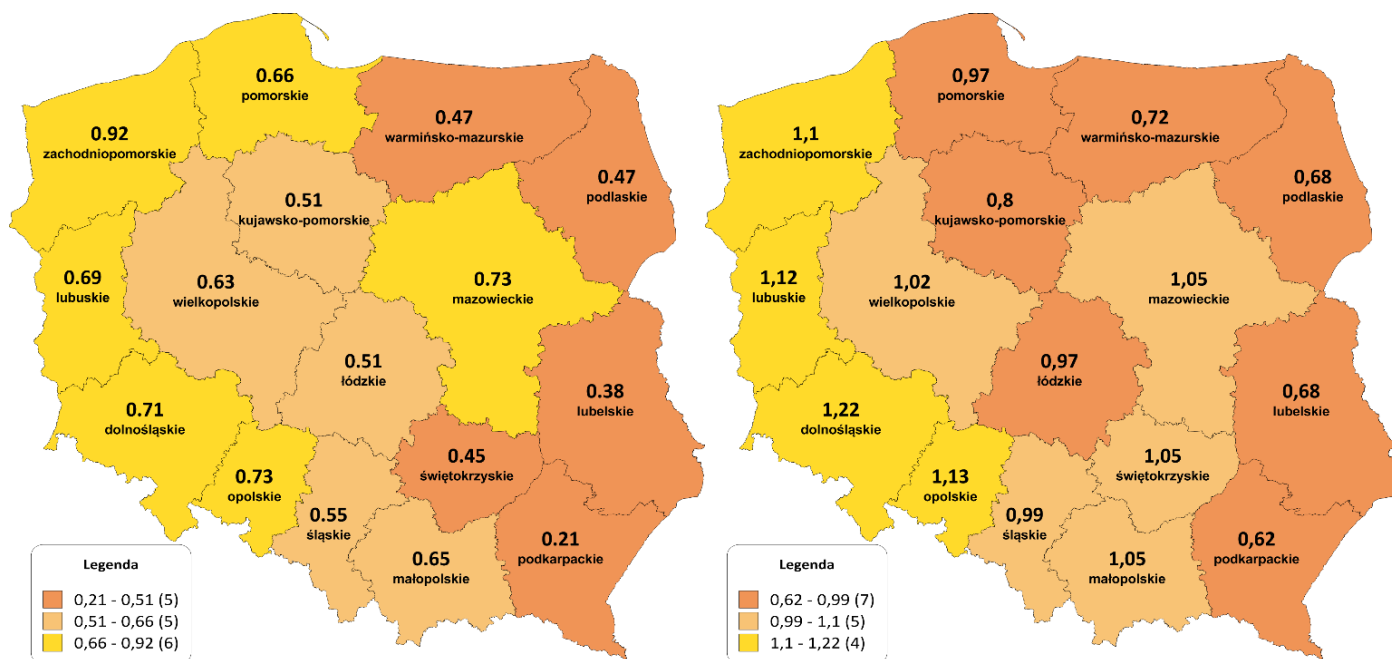 0.66
pomorskie
0.47
warmińsko-mazurskie
0.92
zachodniopomorskie
0.47
podlaskie
0.51
kujawsko-pomorskie
0.69
lubuskie
0.63
wielkopolskie
0.73
mazowieckie
0.51
łódzkie
0.38
lubelskie
0.71
dolnośląskie
0.45
świętokrzyskie
0.73
opolskie
0.55
śląskie
0.21
podkarpackie
0.65
małopolskie
Legenda
0,21 - 0,51 (5)
0,51 - 0,66 (5)
0,66 - 0,92 (6)
0,97
pomorskie
0,72
warmińsko-mazurskie
1,1
zachodniopomorskie
0,68
podlaskie
0,8
kujawsko-pomorskie
1,12
lubuskie
1,02
wielkopolskie
1,05
mazowieckie
0,97
łódzkie
0,68
lubelskie
1,22
dolnośląskie
1,05
świętokrzyskie
1,13
opolskie
0,99
śląskie
0,62
podkarpackie
1,05
małopolskie
Legenda
0,62 - 0,99 (7)
0,99 - 1,1 (5)
1,1 - 1,22 (4)